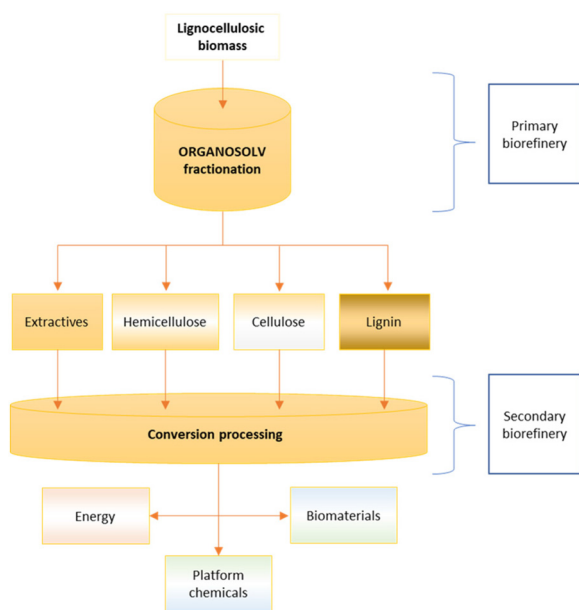 Lignocellulosic
biomass
ORGANOSOLV
fractionation
Primary
biorefinery
Extractives
Hemicellulose
Cellulose
Lignin
Conversion processing
Secondary
biorefinery
Energy
Biomaterials
Platform
chemicals